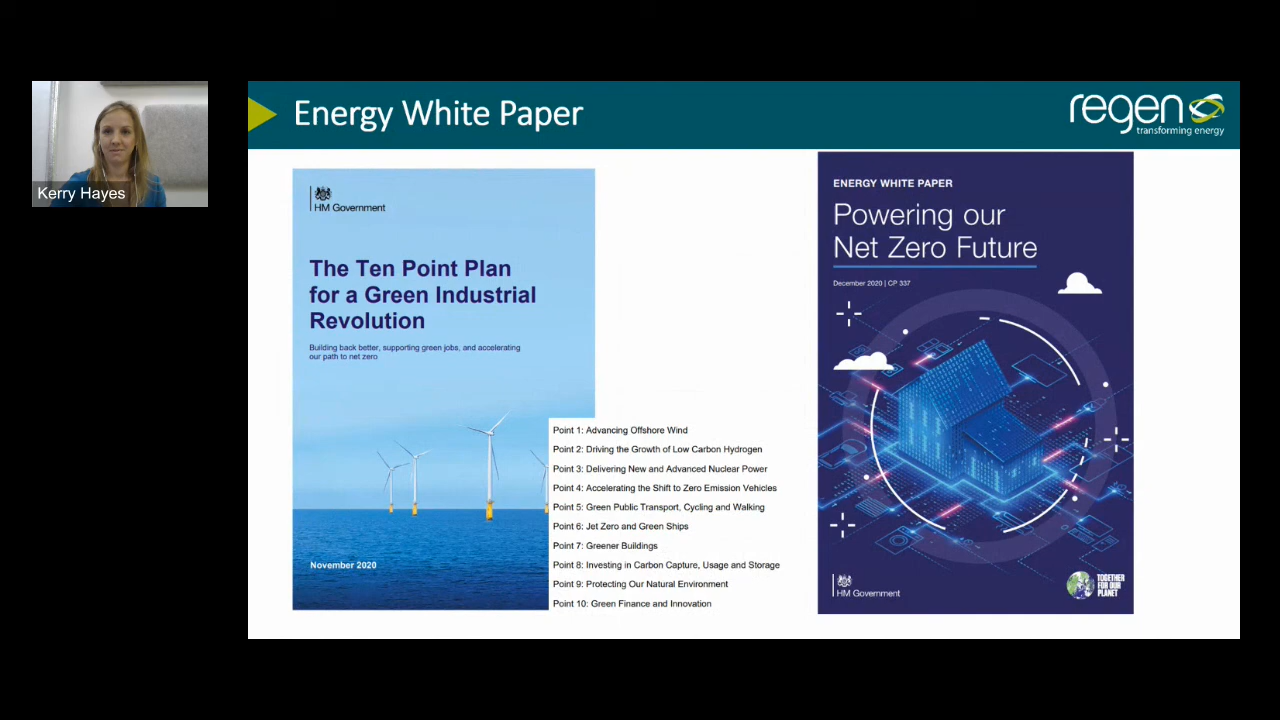 Kerry Hayes
Energy White Paper
regen
transforming energy
HM Government
The Ten Point Plan
for a Green Industrial
Revolution
Building back better, supporting green jobs, and accelerating
our path to net zero
November 2020
Point 1: Advancing Offshore Wind
Point 2: Driving the Growth of Low Carbon Hydrogen
Point 3: Delivering New and Advanced Nuclear Power
Point 4: Accelerating the Shift to Zero Emission Vehicles
Point 5: Green Public Transport, Cycling and Walking
Point 6: Jet Zero and Green Ships
Point 7: Greener Buildings
Point 8: Investing in Carbon Capture, Usage and Storage
Point 9: Protecting Our Natural Environment
Point 10: Green Finance and Innovation
ENERGY WHITE PAPER
Powering our
Net Zero Future
December 2020 | CP 337
HM Government
TOGETHER
FOR OUR
PLANET